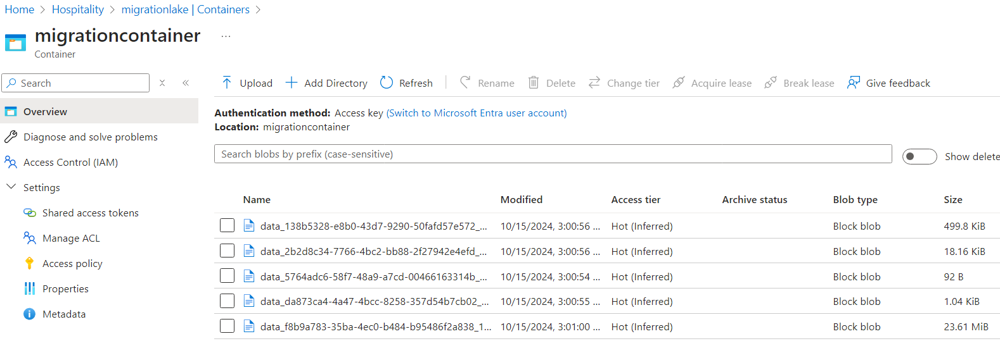 Home > Hospitality > migrationlake | Containers >
migrationcontainer ...
Container
Search
Overview
Diagnose and solve problems
Access Control (IAM)
Settings
Shared access tokens
Manage ACL
Access policy
Properties
Metadata
Upload Add Directory Refresh Rename Delete Change tier Acquire lease Break lease Give feedback
Authentication method: Access key (Switch to Microsoft Entra user account)
Location: migrationcontainer
Search blobs by prefix (case-sensitive)
Show delete
Name Modified Access tier Archive status Blob type Size
data_138b5328-e8b0-43d7-9290-50fafd57e572_... 10/15/2024, 3:00:56 ... Hot (Inferred) Block blob 499.8 KiB
data_2b2d8c34-7766-4bc2-bb88-2f27942e4efd_... 10/15/2024, 3:00:56 ... Hot (Inferred) Block blob 18.16 KiB
data_5764adc6-58f7-48a9-a7cd-00466163314b_... 10/15/2024, 3:00:54 ... Hot (Inferred) Block blob 92 B
data_da873ca4-4a47-4bcc-8258-357d54b7cb02_... 10/15/2024, 3:00:55 ... Hot (Inferred) Block blob 1.04 KiB
data_f8b9a783-35ba-4ec0-b484-b95486f2a838_1... 10/15/2024, 3:01:00 ... Hot (Inferred) Block blob 23.61 MiB